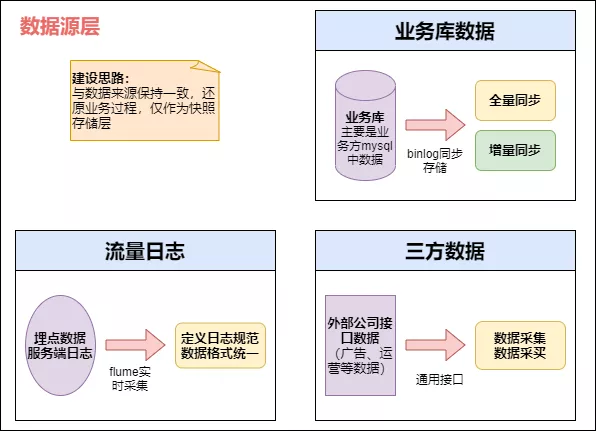 数据源层
建设思路：
与数据来源保持一致，还
原业务过程，仅作为快照
存储层
业务库数据
业务库
主要是业
务方mysql
中数据
binlog同步
存储
全量同步
增量同步
流量日志
埋点数据
服务端日志
flume实
时采集
定义日志规范
数据格式统一
三方数据
外部公司接
口数据
（广告、运
营等数据）
通用接口
数据采集
数据采买